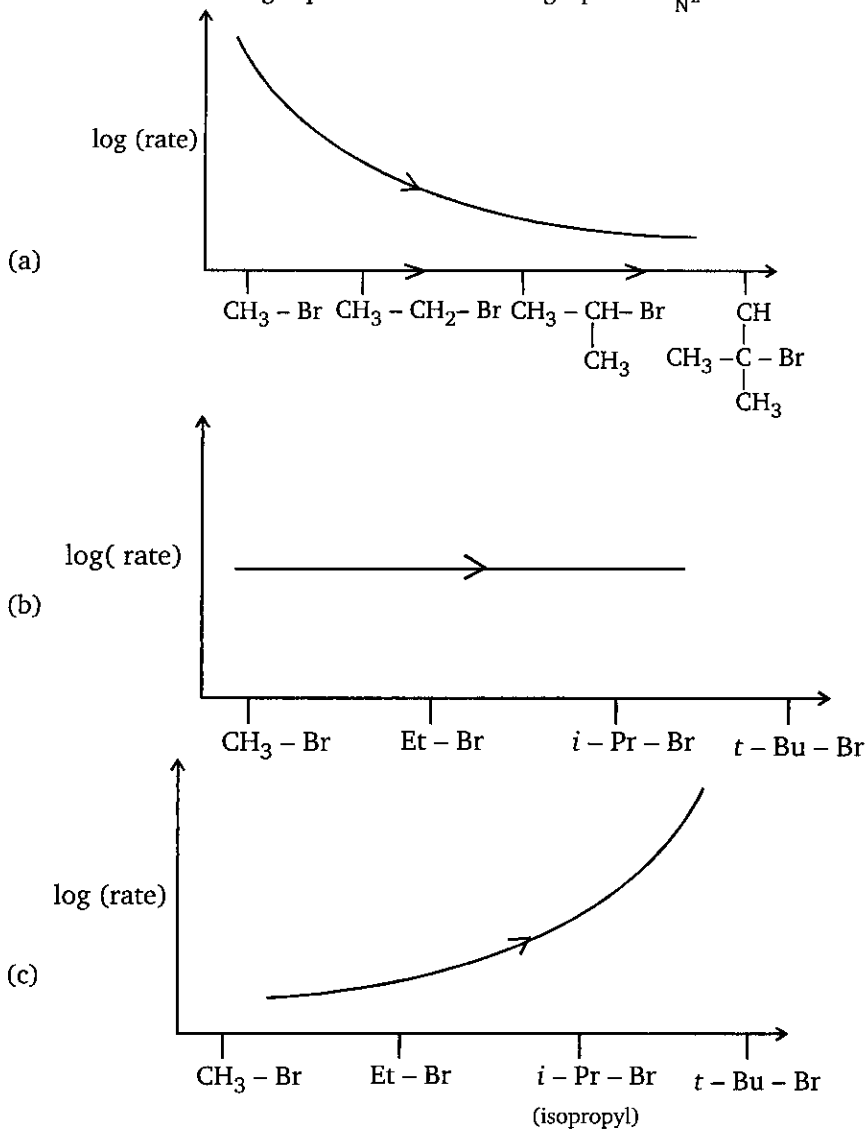 N
log (rate)
(a)
CH₃ – Br CH₃ – CH₂– Br CH₃ – CH– Br CH
CH₃ CH₃ –C– Br
CH₃
log( rate)
(b)
CH₃ – Br Et – Br i – Pr – Br t – Bu – Br
log (rate)
(c)
CH₃ – Br Et – Br i – Pr – Br t – Bu – Br
(isopropyl)